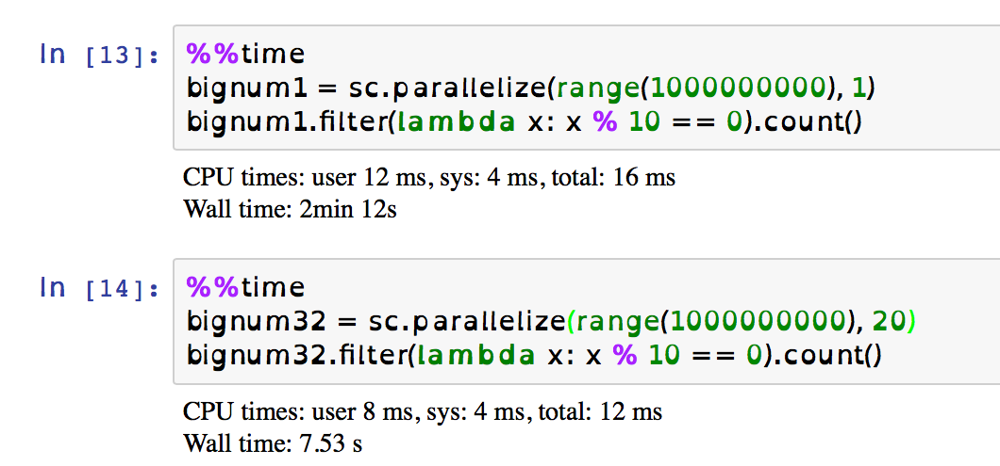 In [13]:
%%time
bignum1 = sc.parallelize(range(1000000000), 1)
bignum1.filter(lambda x: x % 10 == 0).count()
CPU times: user 12 ms, sys: 4 ms, total: 16 ms
Wall time: 2min 12s
In [14]:
%%time
bignum32 = sc.parallelize(range(1000000000), 20)
bignum32.filter(lambda x: x % 10 == 0).count()
CPU times: user 8 ms, sys: 4 ms, total: 12 ms
Wall time: 7.53 s